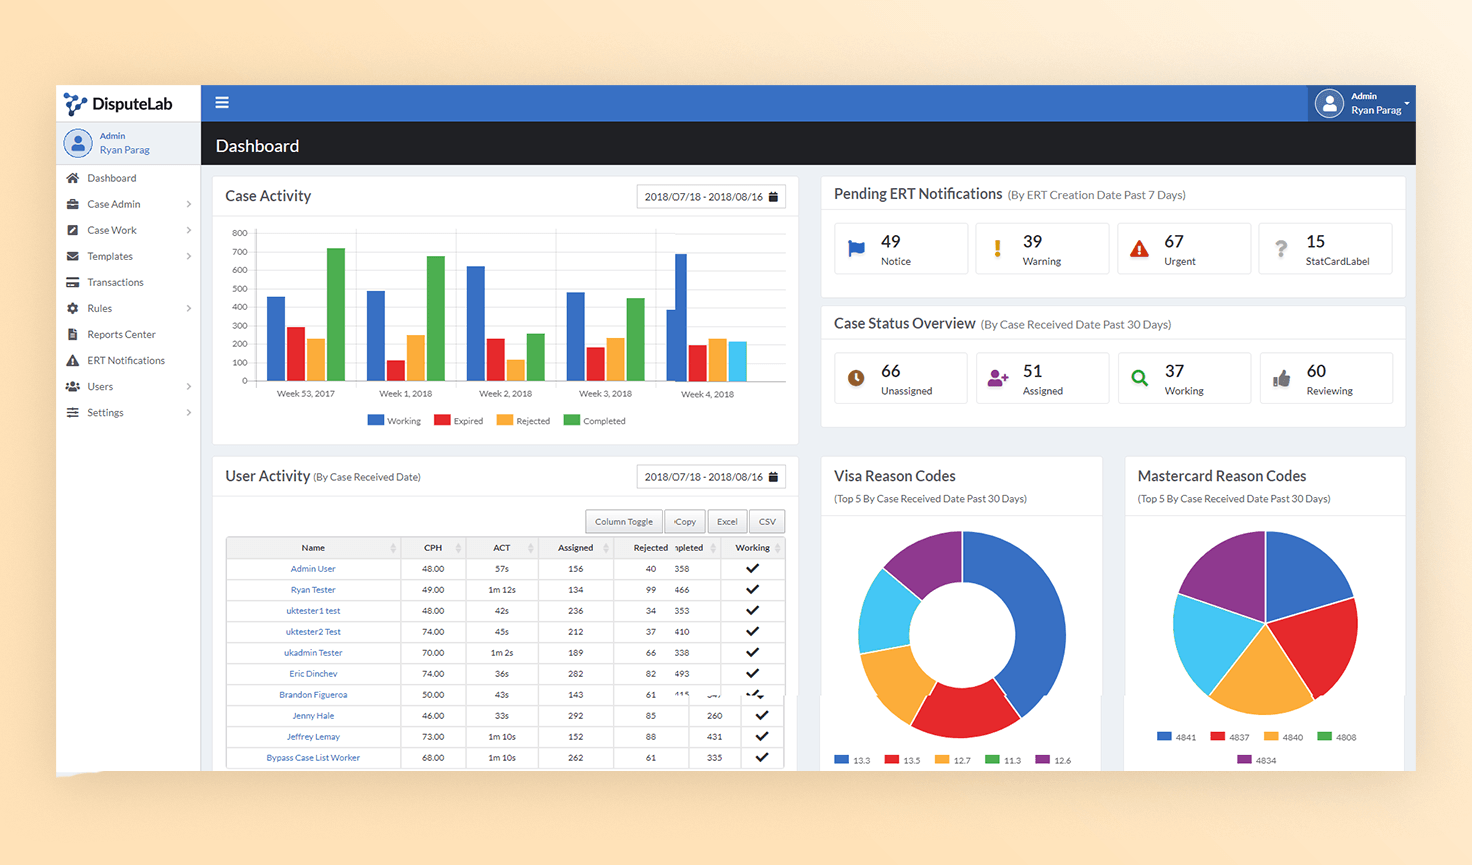 DisputeLab
Admin
Ryan Parag
Admin
Ryan Parag
Dashboard
Dashboard
Case Admin
Case Work
Templates
Transactions
Rules
Reports Center
ERT Notifications
Users
Settings
Case Activity
2018/07/18 - 2018/08/16
800
700
600
500
400
300
200
100
0
Week 53, 2017
Week 1, 2018
Week 2, 2018
Week 3, 2018
Week 4, 2018
Working Expired Rejected Completed
Pending ERT Notifications (By ERT Creation Date Past 7 Days)
49
Notice
39
Warning
67
Urgent
15
StatCardLabel
Case Status Overview (By Case Received Date Past 30 Days)
66
Unassigned
51
Assigned
37
Working
60
Reviewing
User Activity (By Case Received Date)
2018/07/18 - 2018/08/16
Column Toggle Copy Excel CSV
Name CPH ACT Assigned Rejected mpleted Working
Admin User 48.00 57s 156 40 358
Ryan Tester 49.00 1m 12s 134 99 466
uktester1 test 48.00 42s 236 34 353
uktester2 Test 74.00 45s 212 37 410
ukadmin Tester 70.00 1m 2s 189 66 338
Eric Dinchev 74.00 36s 282 82 493
Brandon Figueroa 50.00 43s 143 61
Jenny Hale 46.00 33s 292 85 260
Jeffrey Lemay 73.00 1m 10s 152 88 431
Bypass Case List Worker 68.00 1m 10s 262 61 335
Visa Reason Codes
(Top 5 By Case Received Date Past 30 Days)
13.3 13.5 12.7 11.3 12.6
Mastercard Reason Codes
(Top 5 By Case Received Date Past 30 Days)
4841 4837 4840 4808
4834